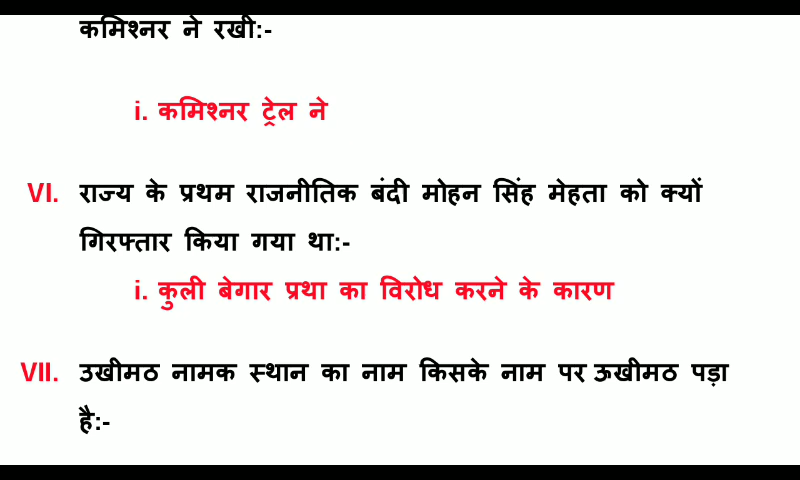 कमिश्नर ने रखी:-
i. कमिश्नर ट्रेल ने
VI. राज्य के प्रथम राजनीतिक बंदी मोहन सिंह मेहता को क्यों
गिरफ्तार किया गया था:-
i. कुली बेगार प्रथा का विरोध करने के कारण
VII. उखीमठ नामक स्थान का नाम किसके नाम पर ऊखीमठ पड़ा
है:-